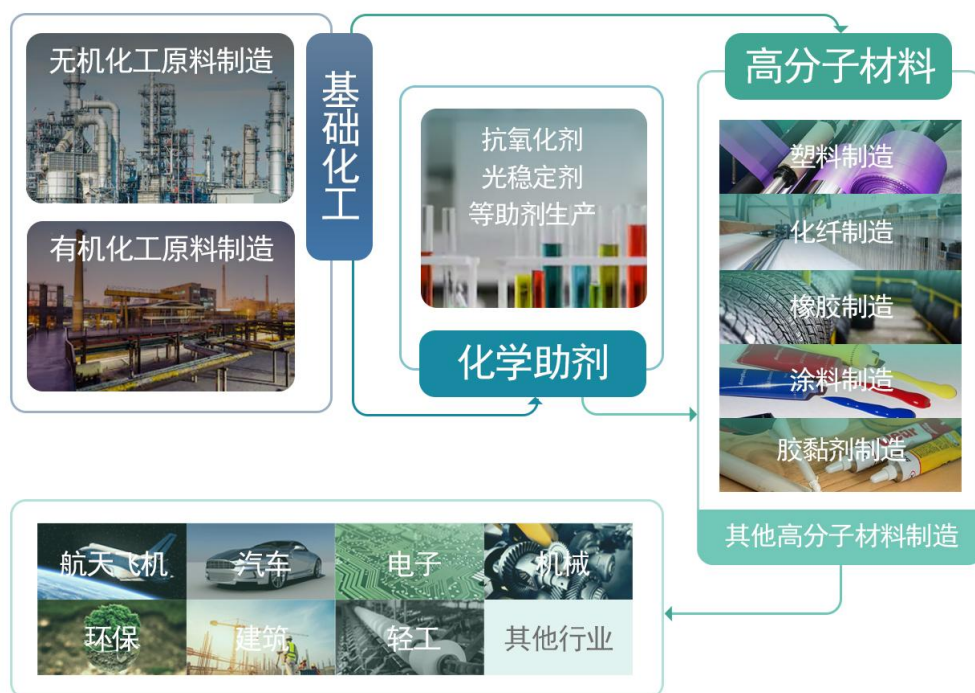 无机化工原料制造
有机化工原料制造
基础化工
抗氧化剂
光稳定剂
等助剂生产
化学助剂
高分子材料
塑料制造
化纤制造
橡胶制造
涂料制造
胶黏剂制造
其他高分子材料制造
航天飞机
汽车
电子
机械
环保
建筑
轻工
其他行业